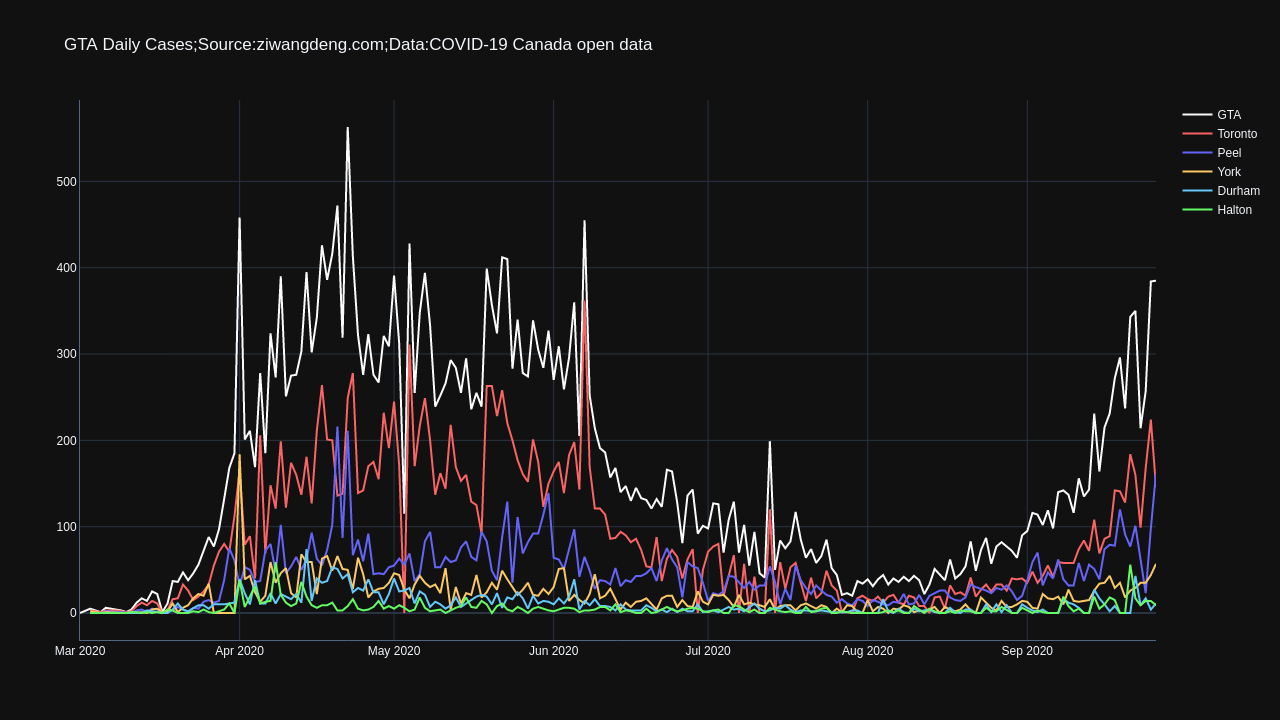 GTA Daily Cases;Source:ziwangdeng.com;Data:COVID-19 Canada open data
GTA
Toronto
Peel
York
Durham
Halton
500
400
300
200
100
0
Mar 2020
Apr 2020
May 2020
Jun 2020
Jul 2020
Aug 2020
Sep 2020